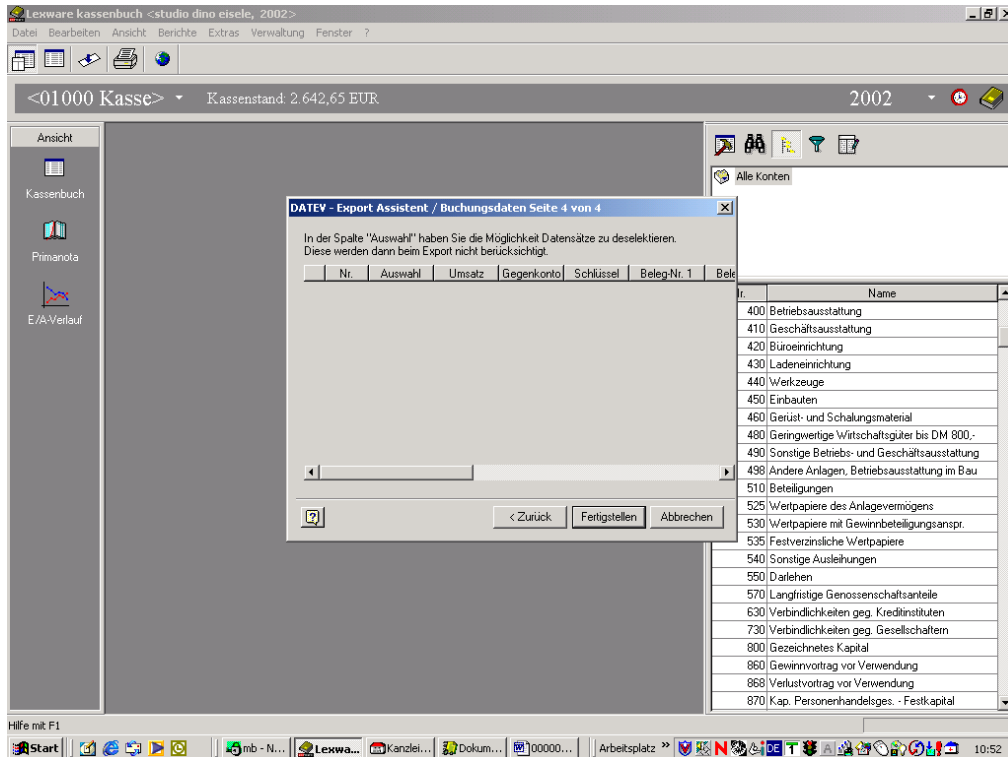 Lexware kassenbuch <studio dino eisele, 2002>
Datei Bearbeiten Ansicht Berichte Extras Verwaltung Fenster ?
<01000 Kasse> Kassenstand: 2.642,65 EUR 2002
Ansicht
Kassenbuch
Primanota
E/A-Verlauf
Alle Konten
DATEV - Export Assistent / Buchungsdaten Seite 4 von 4
In der Spalte "Auswahl" haben Sie die Möglichkeit Datensätze zu deselektieren.
Diese werden dann beim Export nicht berücksichtigt.
Nr. Auswahl Umsatz Gegenkonto Schlüssel Beleg-Nr. 1 Bele
< Zurück Fertigstellen Abbrechen
Nr. Name
400 Betriebsausstattung
410 Geschäftsausstattung
420 Büroeinrichtung
430 Ladeneinrichtung
440 Werkzeuge
450 Einbauten
460 Gerüst- und Schalungsmaterial
480 Geringwertige Wirtschaftsgüter bis DM 800,-
490 Sonstige Betriebs- und Geschäftsausstattung
498 Andere Anlagen, Betriebsausstattung im Bau
510 Beteiligungen
525 Wertpapiere des Anlagevermögens
530 Wertpapiere mit Gewinnbeteiligungsanspr.
535 Festverzinsliche Wertpapiere
540 Sonstige Ausleihungen
550 Darlehen
570 Langfristige Genossenschaftsanteile
630 Verbindlichkeiten geg. Kreditinstituten
730 Verbindlichkeiten geg. Gesellschaftern
800 Gezeichnetes Kapital
860 Gewinnvortrag vor Verwendung
868 Verlustvortrag vor Verwendung
870 Kap. Personenhandelsges. - Festkapital
Hilfe mit F1
Start mb - N... Lexwa... Kanzlei... Dokum... 00000... Arbeitsplatz » DE 10:52